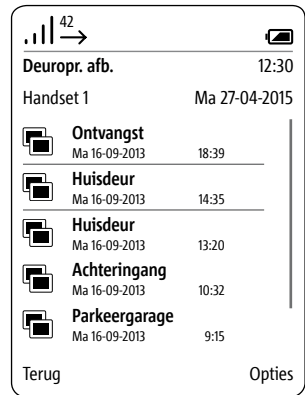 42
Deuropr. afb. 12:30
Handset 1 Ma 27-04-2015
Ontvangst
Ma 16-09-2013 18:39
Huisdeur
Ma 16-09-2013 14:35
Huisdeur
Ma 16-09-2013 13:20
Achteringang
Ma 16-09-2013 10:32
Parkeergarage
Ma 16-09-2013 9:15
Terug Opties